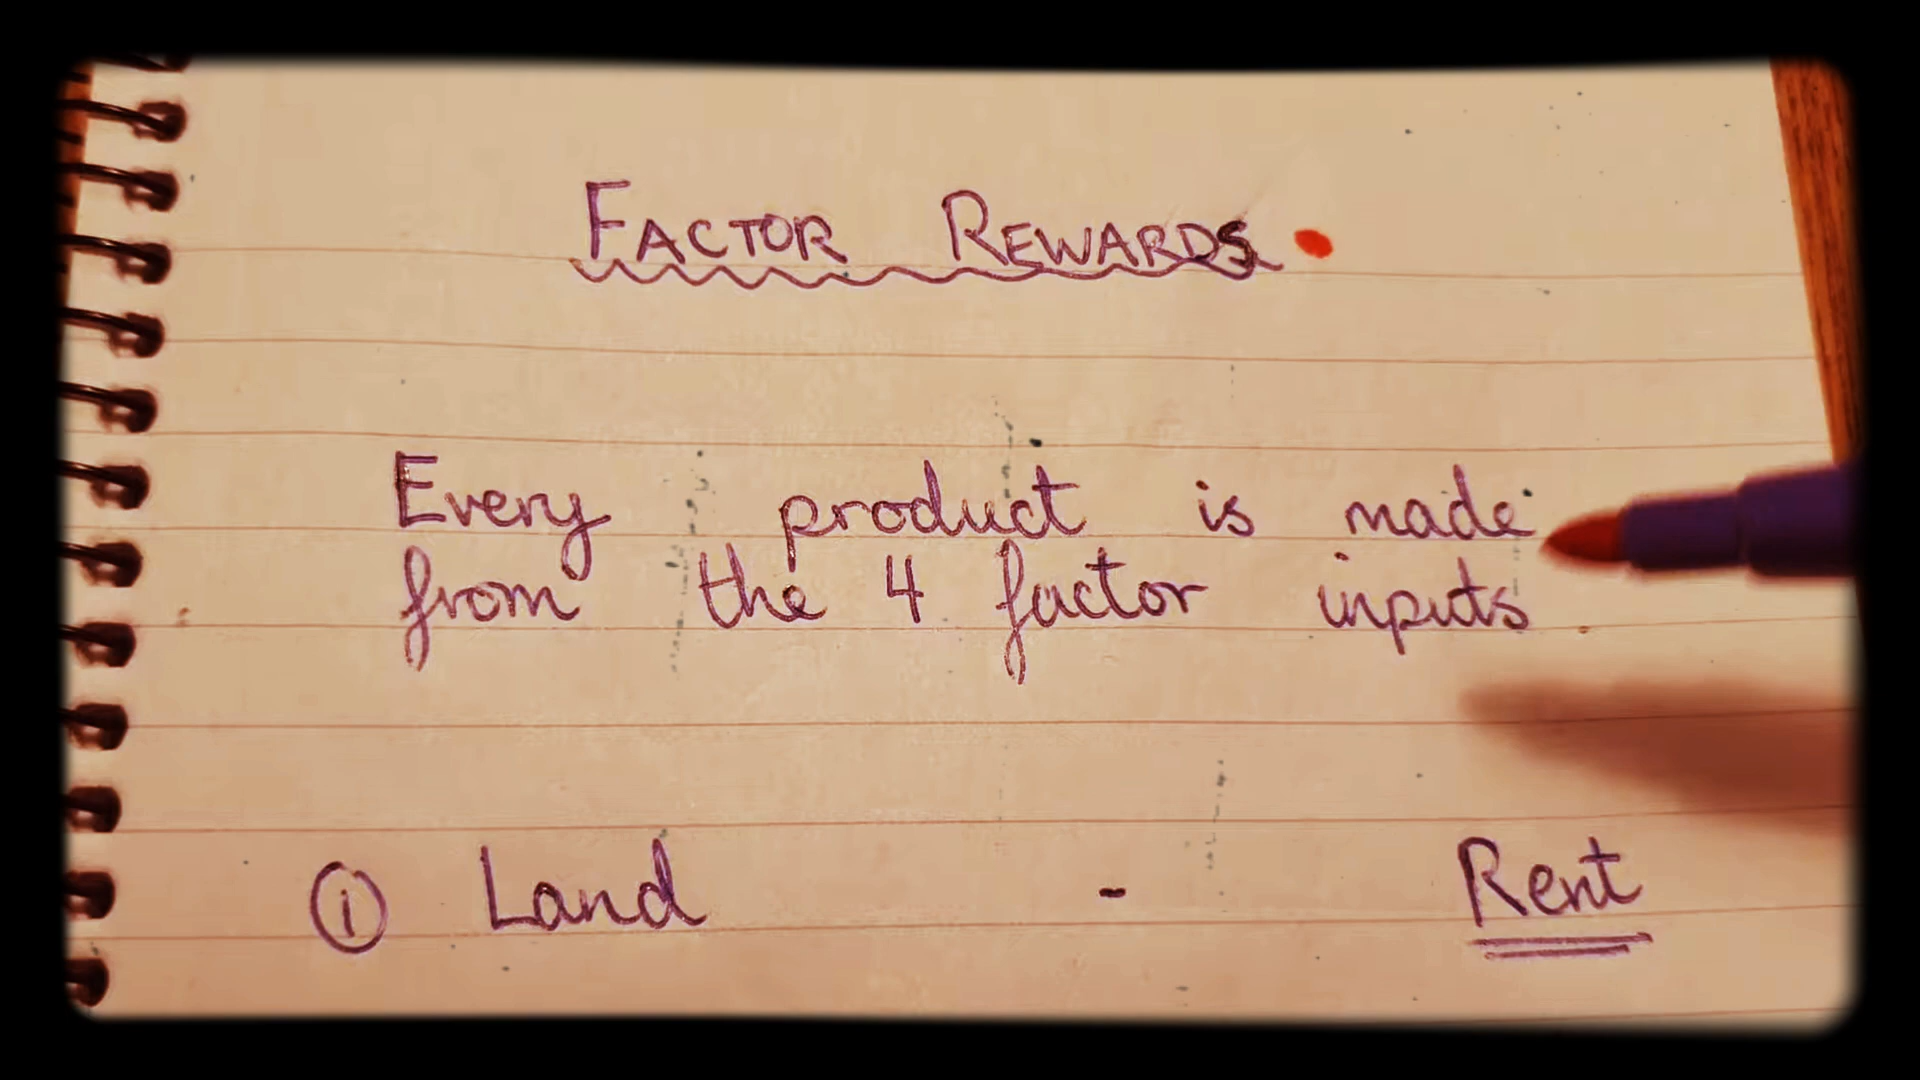 FACTOR REWARDS
Every product is made
from the 4 factor inputs
① Land - Rent